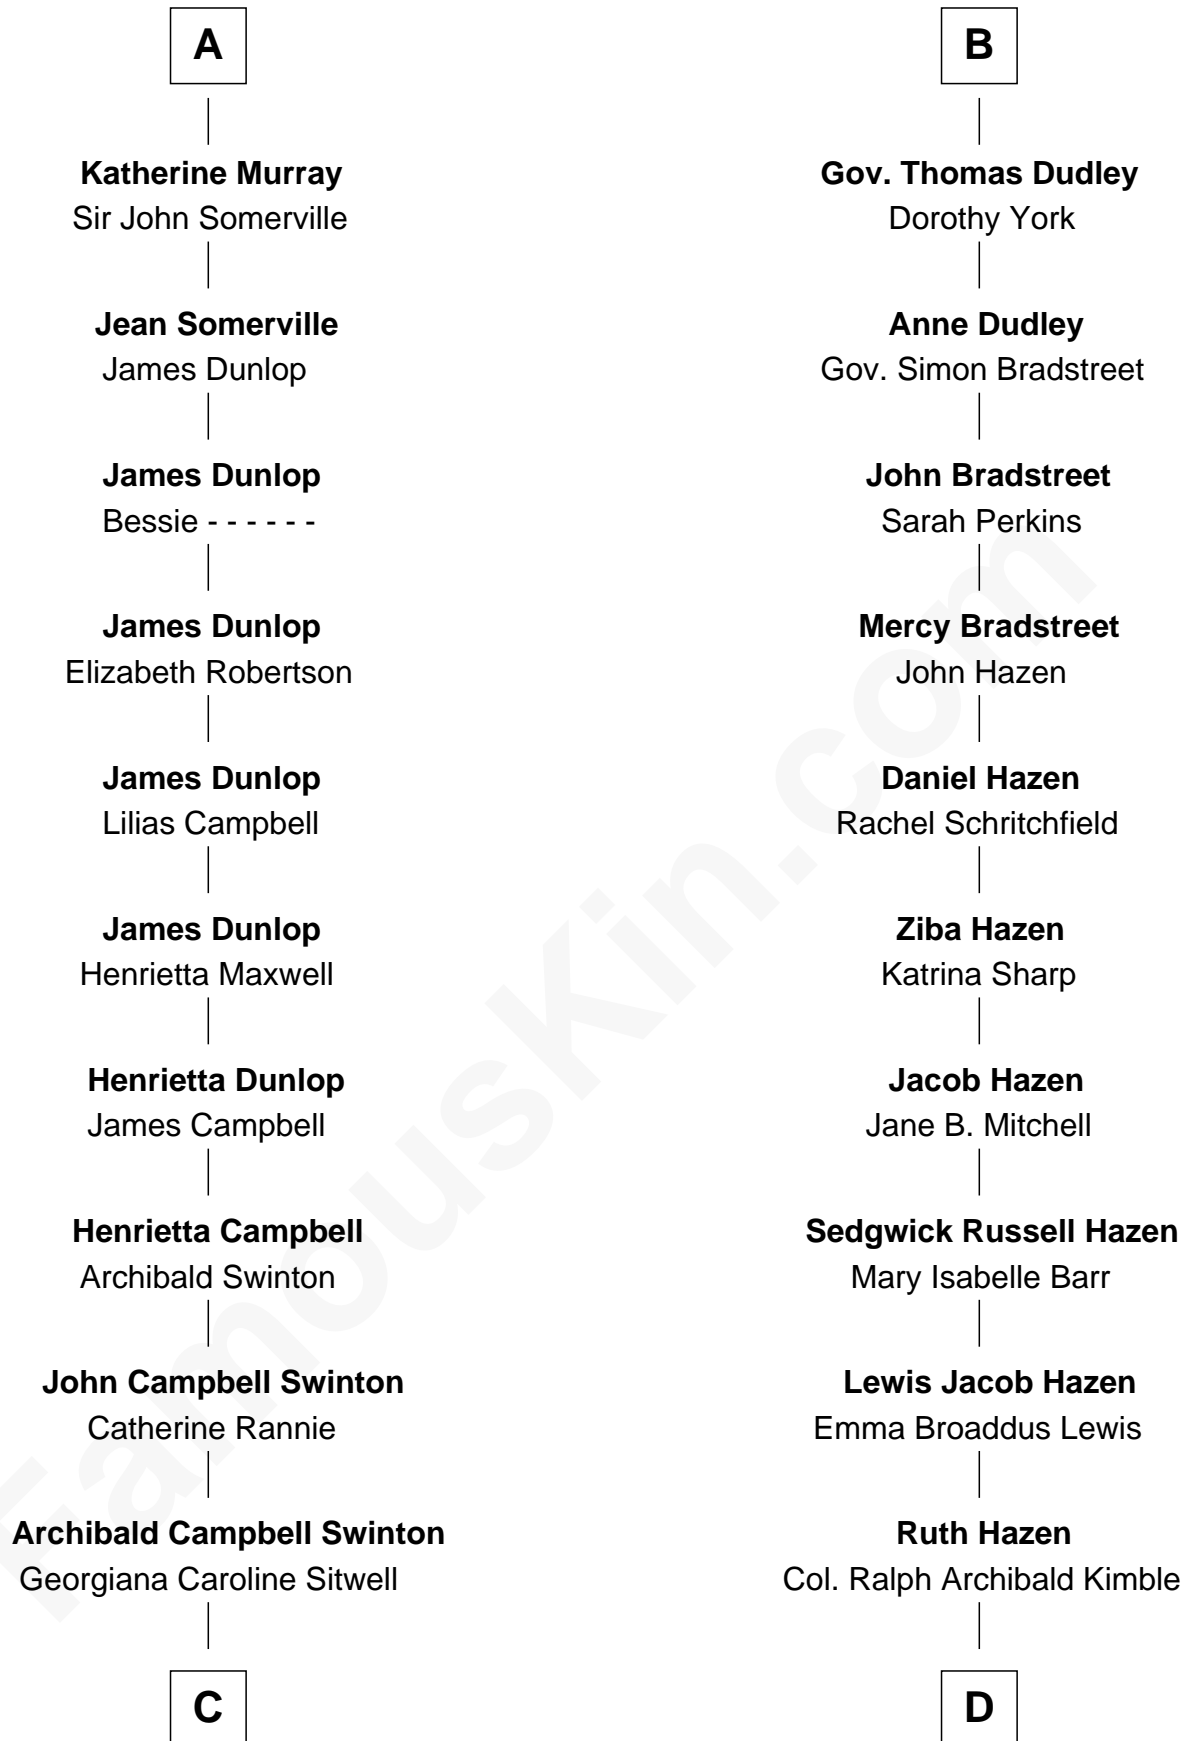 A
Katherine Murray
Sir John Somerville
Jean Somerville
James Dunlop
James Dunlop
Bessie - - - - - -
James Dunlop
Elizabeth Robertson
James Dunlop
Lilias Campbell
James Dunlop
Henrietta Maxwell
Henrietta Dunlop
James Campbell
Henrietta Campbell
Archibald Swinton
John Campbell Swinton
Catherine Rannie
Archibald Campbell Swinton
Georgiana Caroline Sitwell
C
B
Gov. Thomas Dudley
Dorothy York
Anne Dudley
Gov. Simon Bradstreet
John Bradstreet
Sarah Perkins
Mercy Bradstreet
John Hazen
Daniel Hazen
Rachel Schritchfield
Ziba Hazen
Katrina Sharp
Jacob Hazen
Jane B. Mitchell
Sedgwick Russell Hazen
Mary Isabelle Barr
Lewis Jacob Hazen
Emma Broaddus Lewis
Ruth Hazen
Col. Ralph Archibald Kimble
D
FamousKin.com